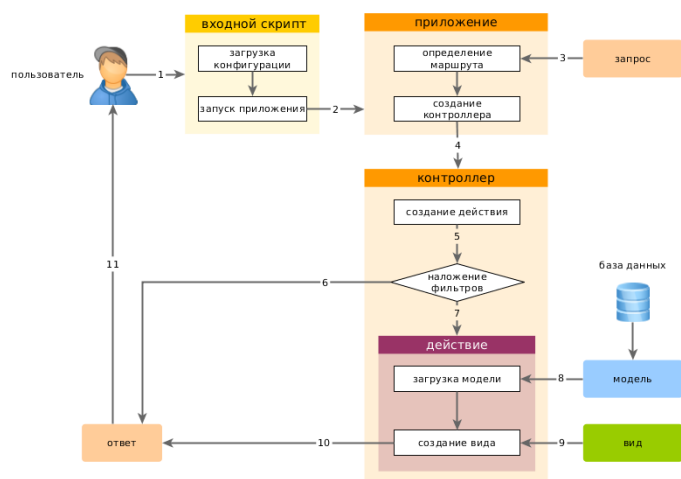 входной скрипт
приложение
загрузка
конфигурации
определение
маршрута
3
запрос
пользователь
1
запуск приложения
2
создание
контроллера
4
контроллер
создание действия
5
11
база данных
6
наложение
фильтров
7
действие
загрузка модели
8
модель
ответ
10
создание вида
9
вид